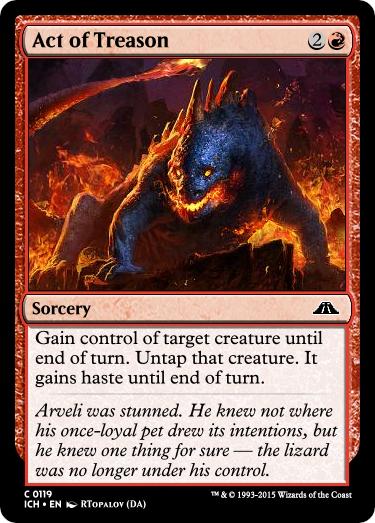 Act of Treason 2
Sorcery
Gain control of target creature until
end of turn. Untap that creature. It
gains haste until end of turn.
Arveli was stunned. He knew not where
his once-loyal pet drew its intentions, but
he knew one thing for sure — the lizard
was no longer under his control.
C 0119
ICH • EN RTopalov (DA)
™ & © 1993-2015 Wizards of the Coast